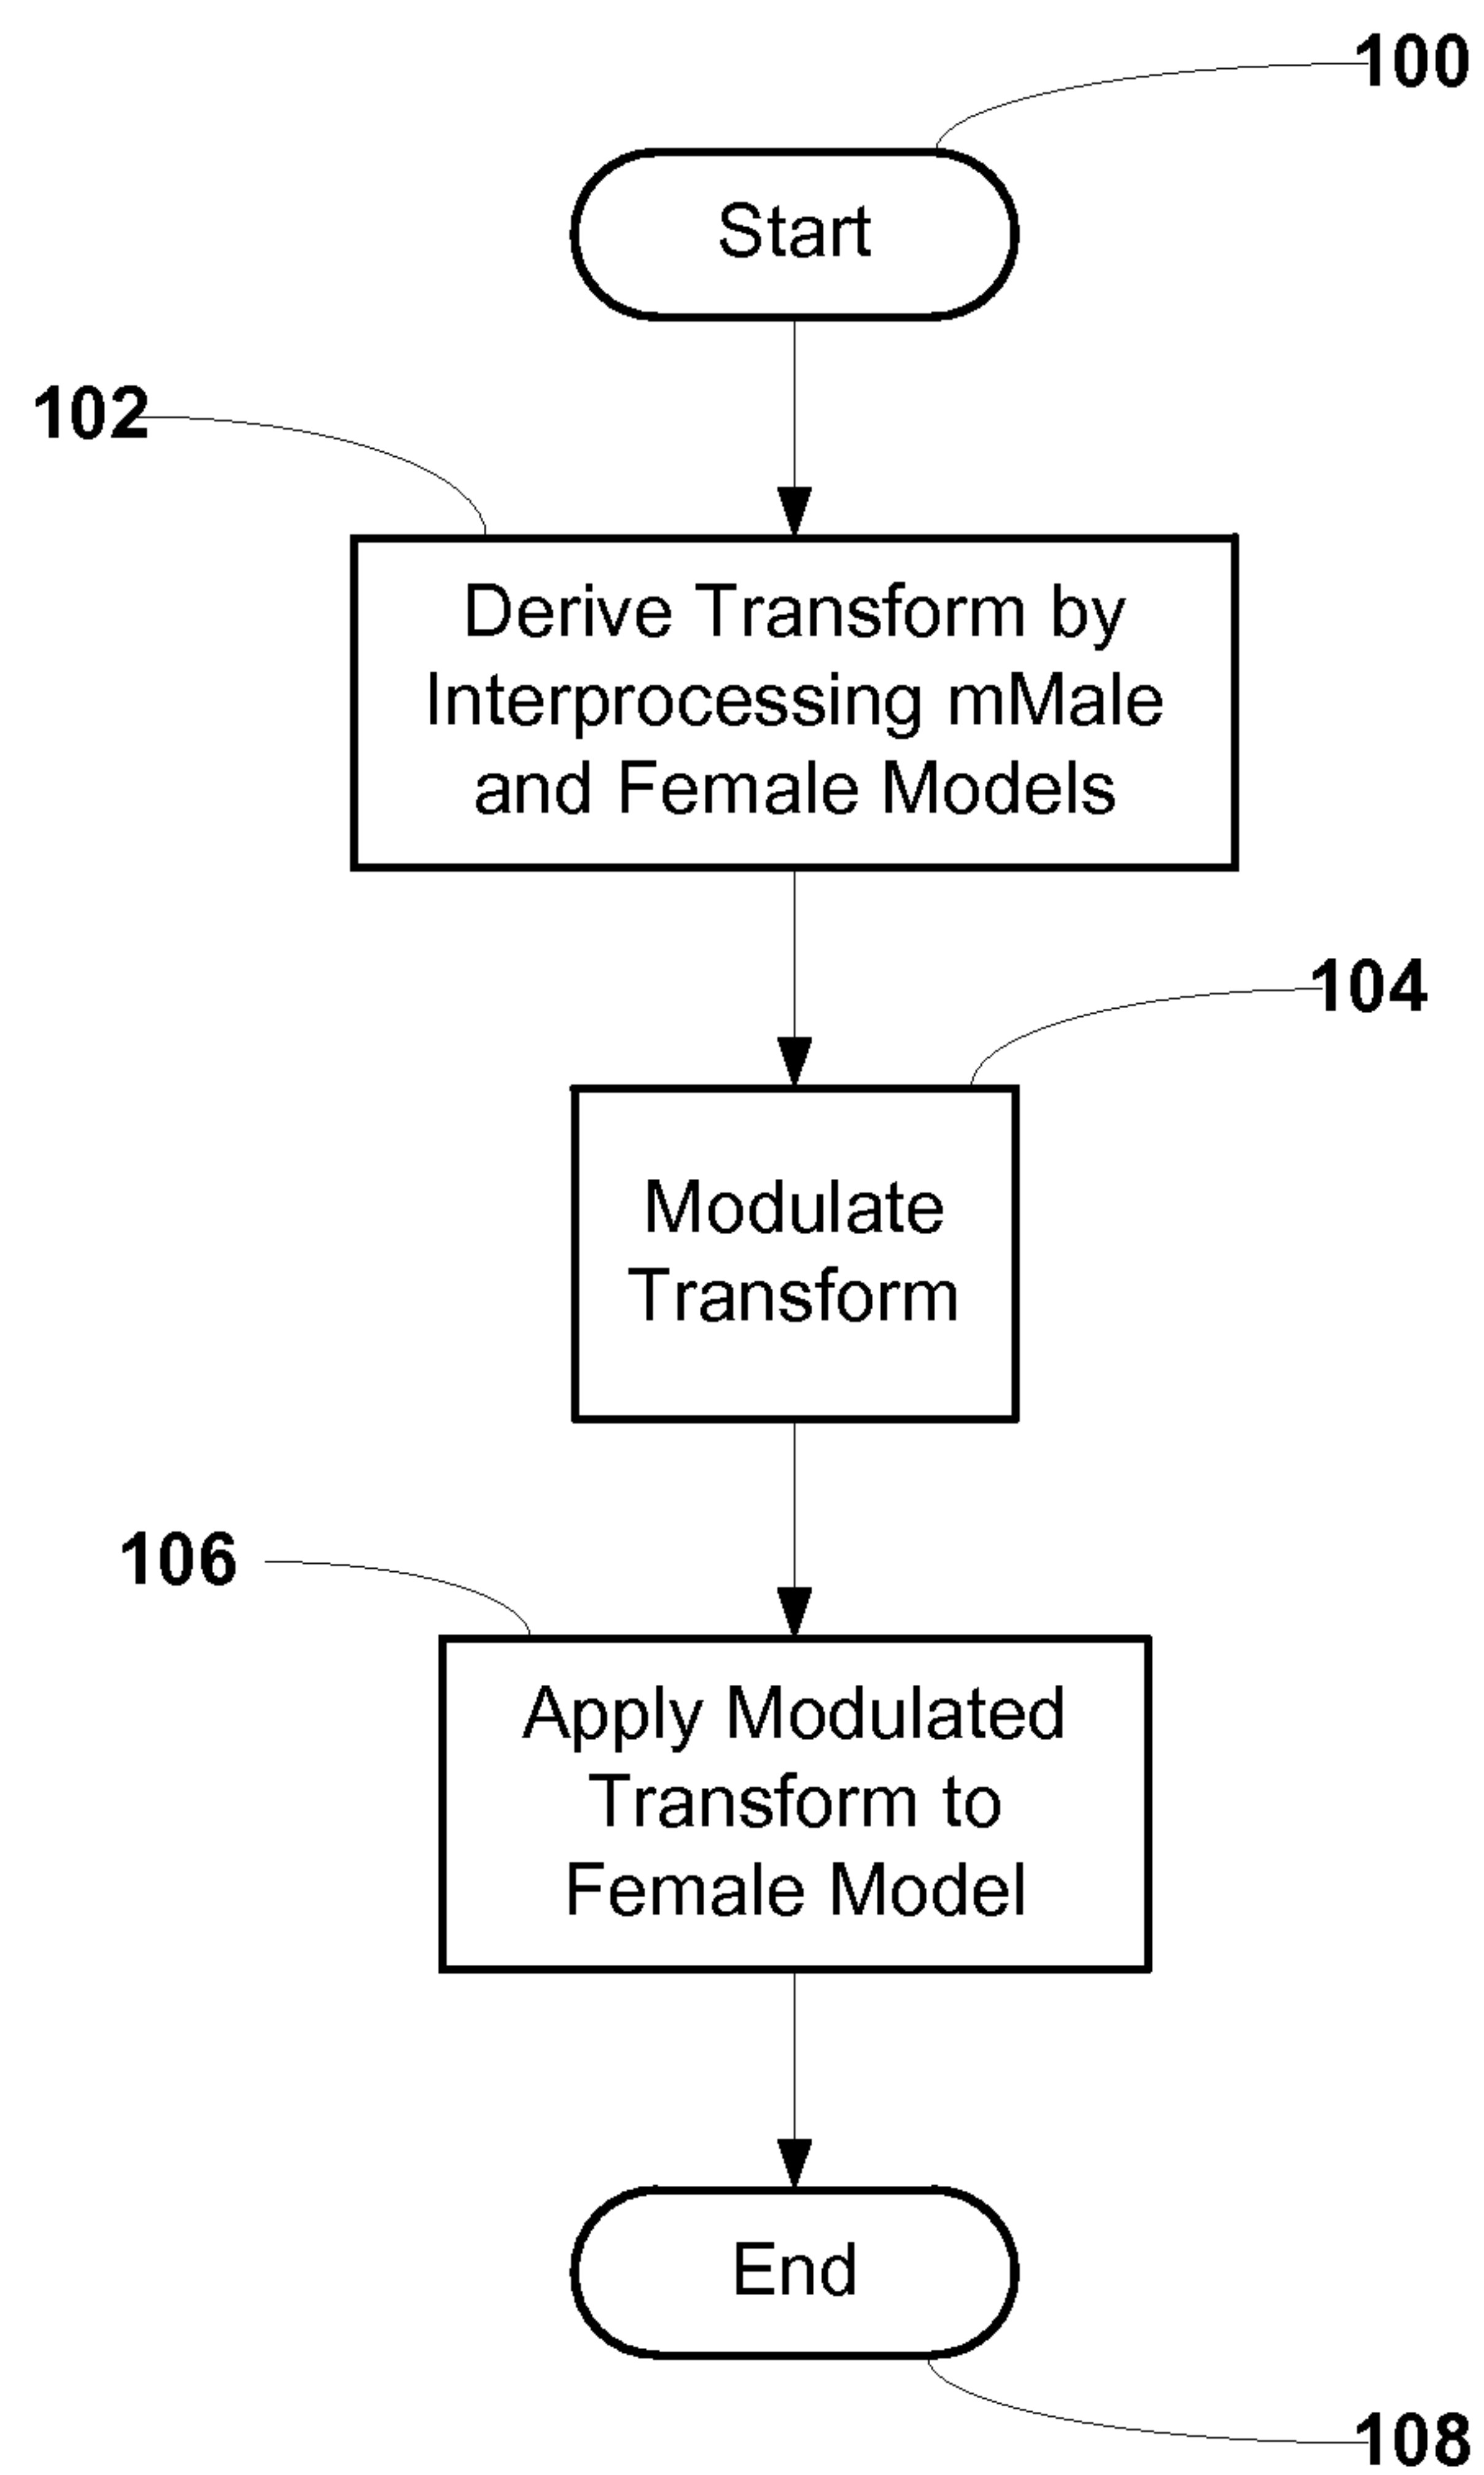 100
Start
102
Derive Transform by
Interprocessing mMale
and Female Models
104
Modulate
Transform
106
Apply Modulated
Transform to
Female Model
End
108